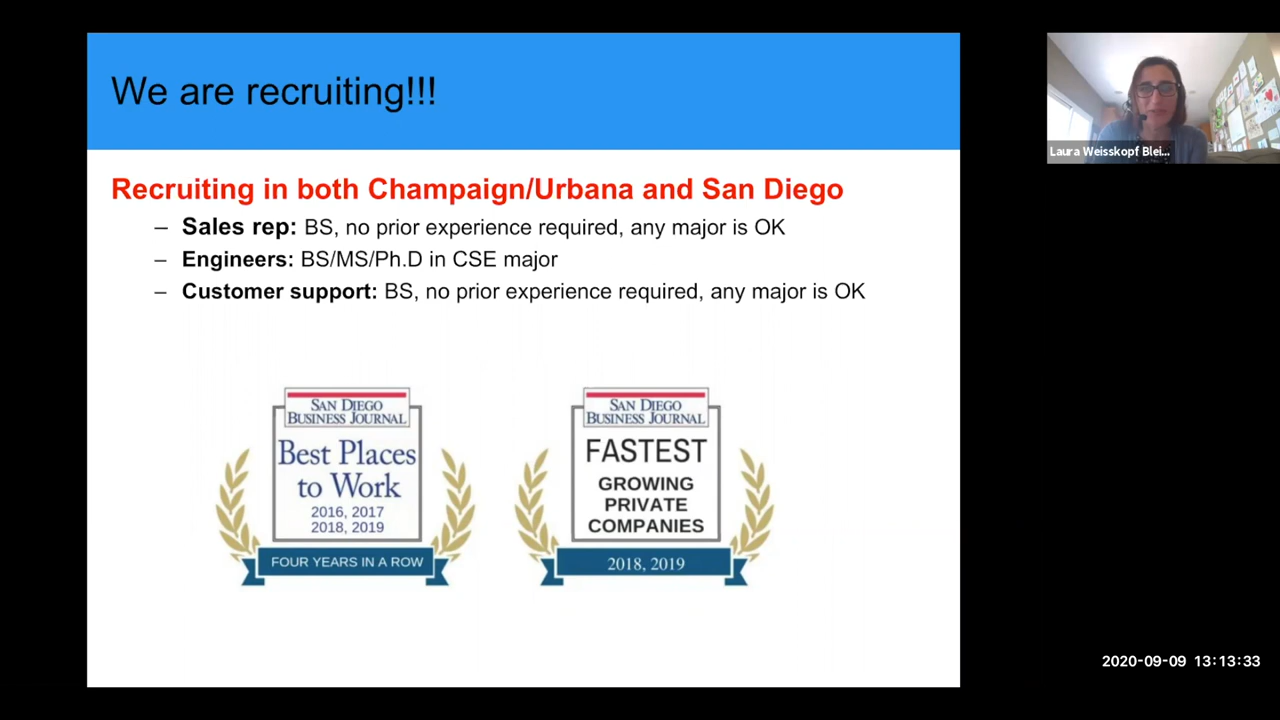 We are recruiting!!!
Recruiting in both Champaign/Urbana and San Diego
– Sales rep: BS, no prior experience required, any major is OK
– Engineers: BS/MS/Ph.D in CSE major
– Customer support: BS, no prior experience required, any major is OK
SAN DIEGO
BUSINESS JOURNAL
Best Places
to Work
2016, 2017
2018, 2019
FOUR YEARS IN A ROW
SAN DIEGO
BUSINESS JOURNAL
FASTEST
GROWING
PRIVATE
COMPANIES
2018, 2019
Laura Weisskopf Blei...
2020-09-09 13:13:33